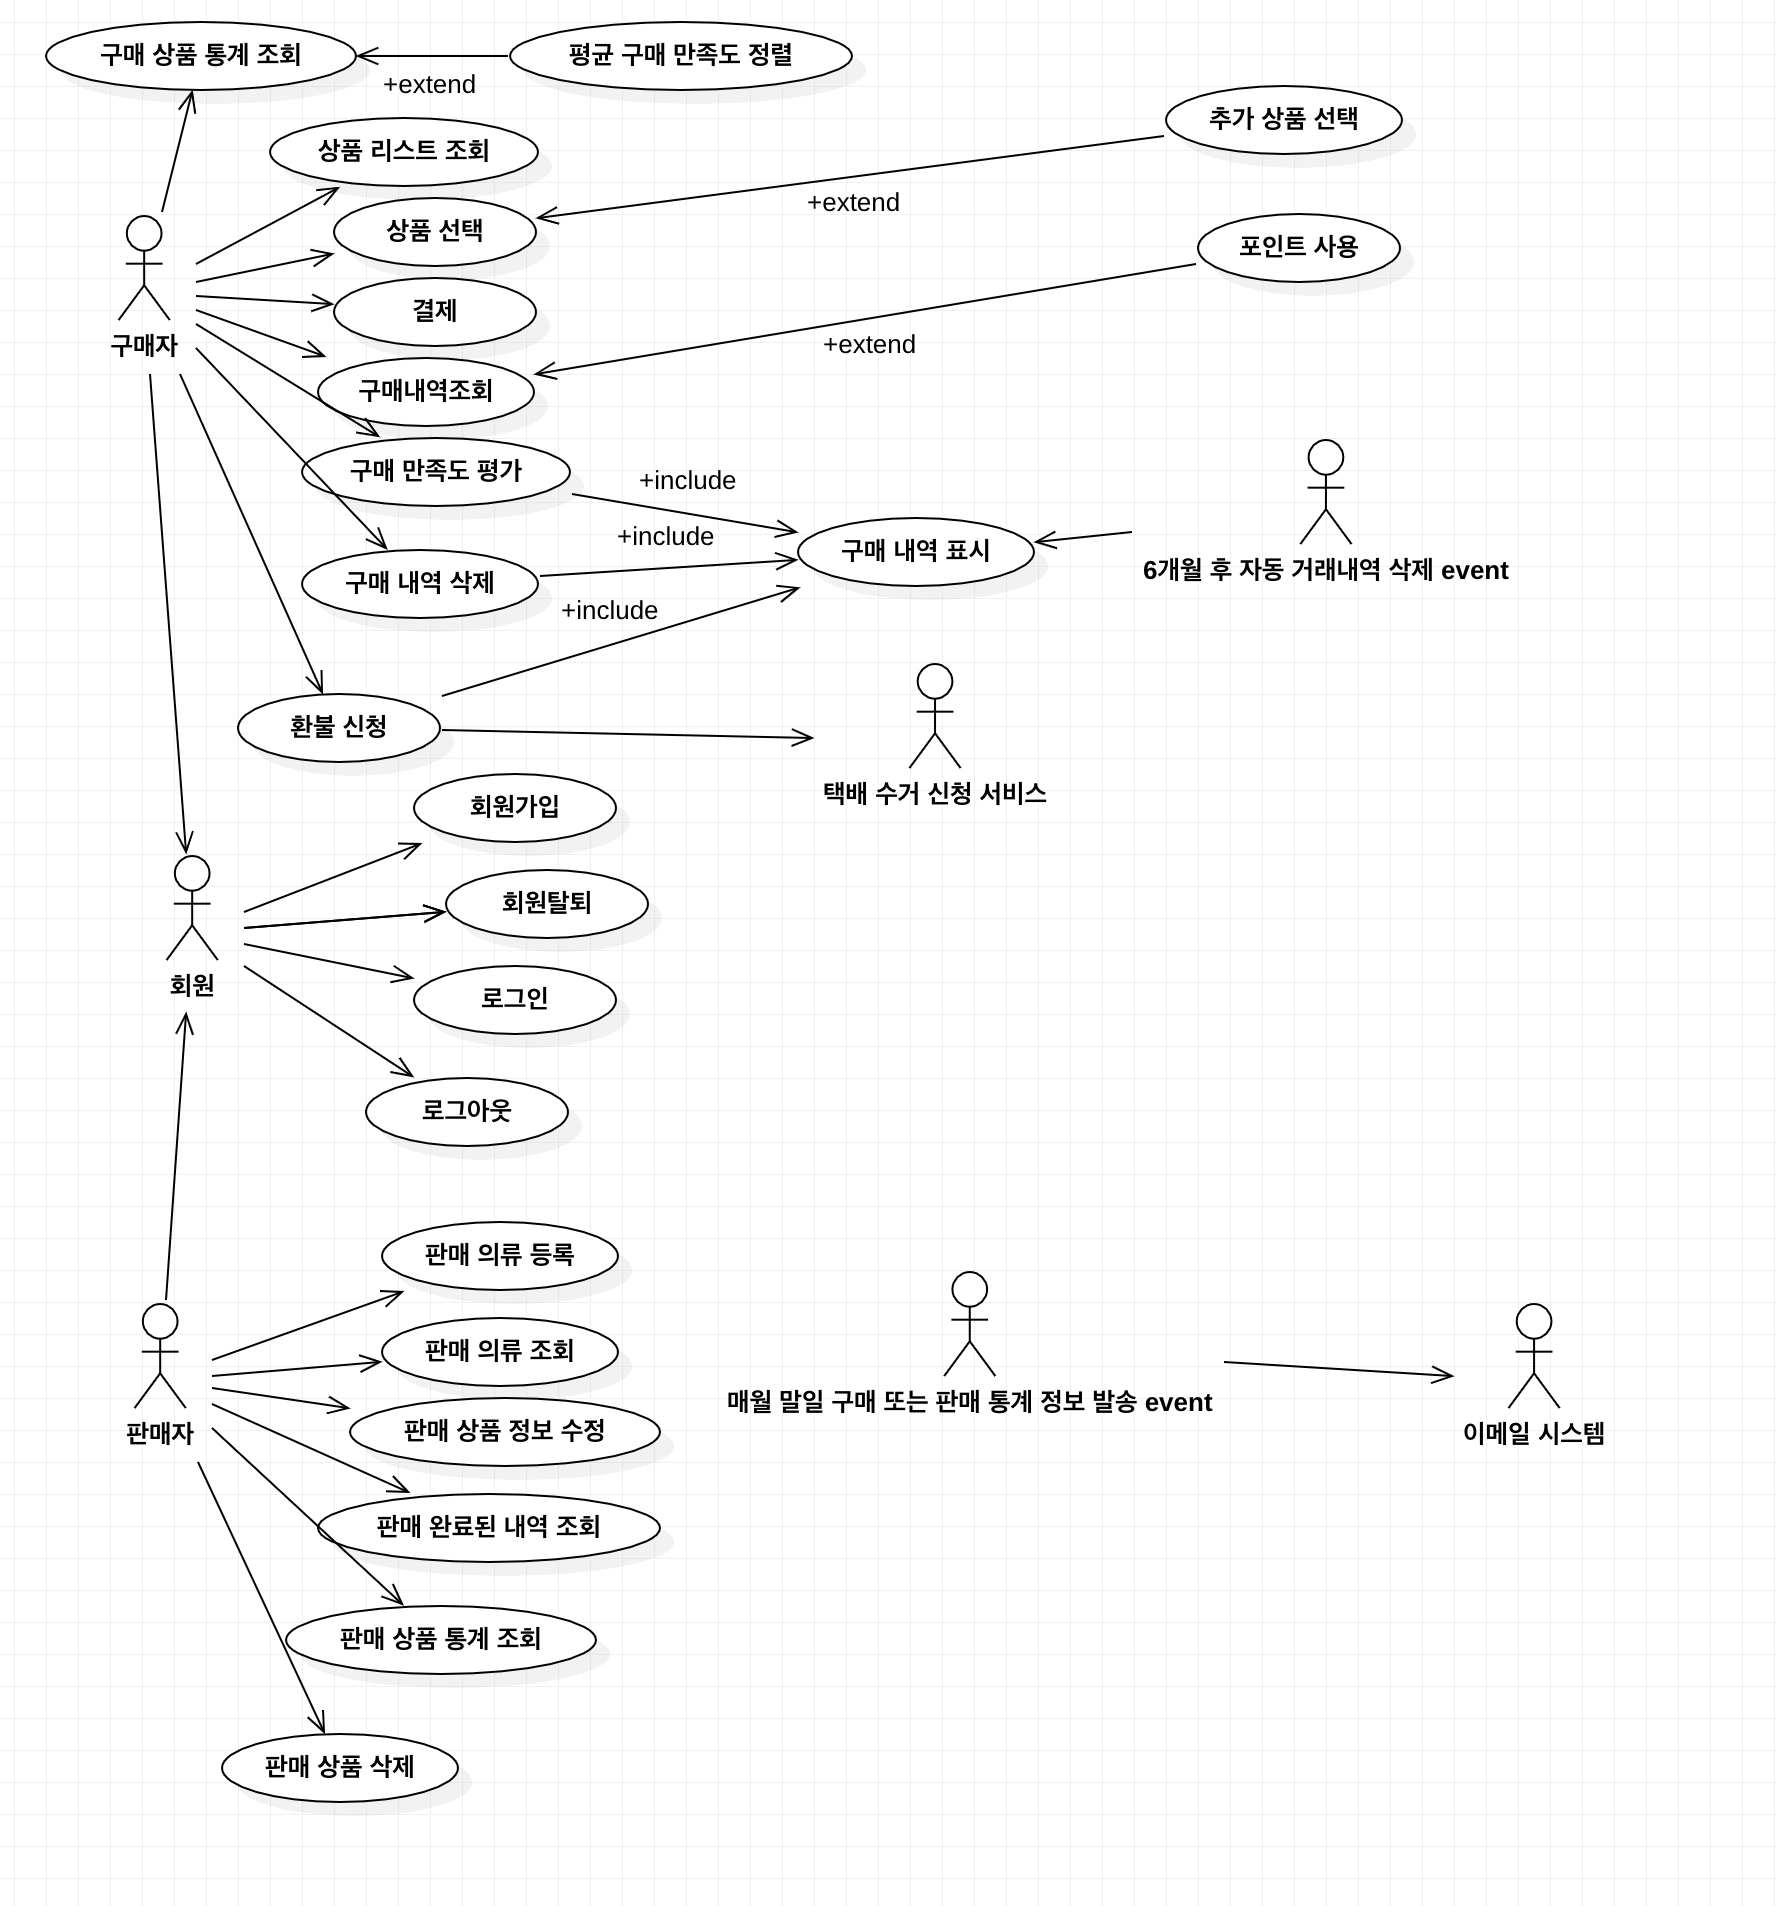 구매 상품 통계 조회
평균 구매 만족도 정렬
+extend
추가 상품 선택
상품 리스트 조회
+extend
상품 선택
포인트 사용
결제
구매자
+extend
구매내역조회
구매 만족도 평가
+include
+include
구매 내역 표시
6개월 후 자동 거래내역 삭제 event
구매 내역 삭제
+include
환불 신청
택배 수거 신청 서비스
회원가입
회원탈퇴
회원
로그인
로그아웃
판매 의류 등록
판매 의류 조회
매월 말일 구매 또는 판매 통계 정보 발송 event
이메일 시스템
판매자
판매 상품 정보 수정
판매 완료된 내역 조회
판매 상품 통계 조회
판매 상품 삭제